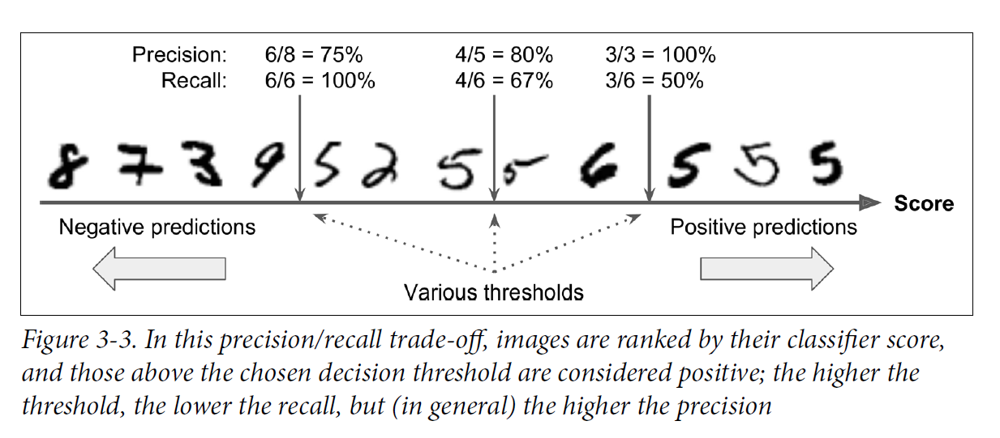 Precision: 6/8 = 75% 4/5 = 80% 3/3 = 100%
Recall: 6/6 = 100% 4/6 = 67% 3/6 = 50%
8 7 3 9 5 2 5 5 6 5 5 5
Score
Negative predictions Positive predictions
Various thresholds
Figure 3-3. In this precision/recall trade-off, images are ranked by their classifier score,
and those above the chosen decision threshold are considered positive; the higher the
threshold, the lower the recall, but (in general) the higher the precision